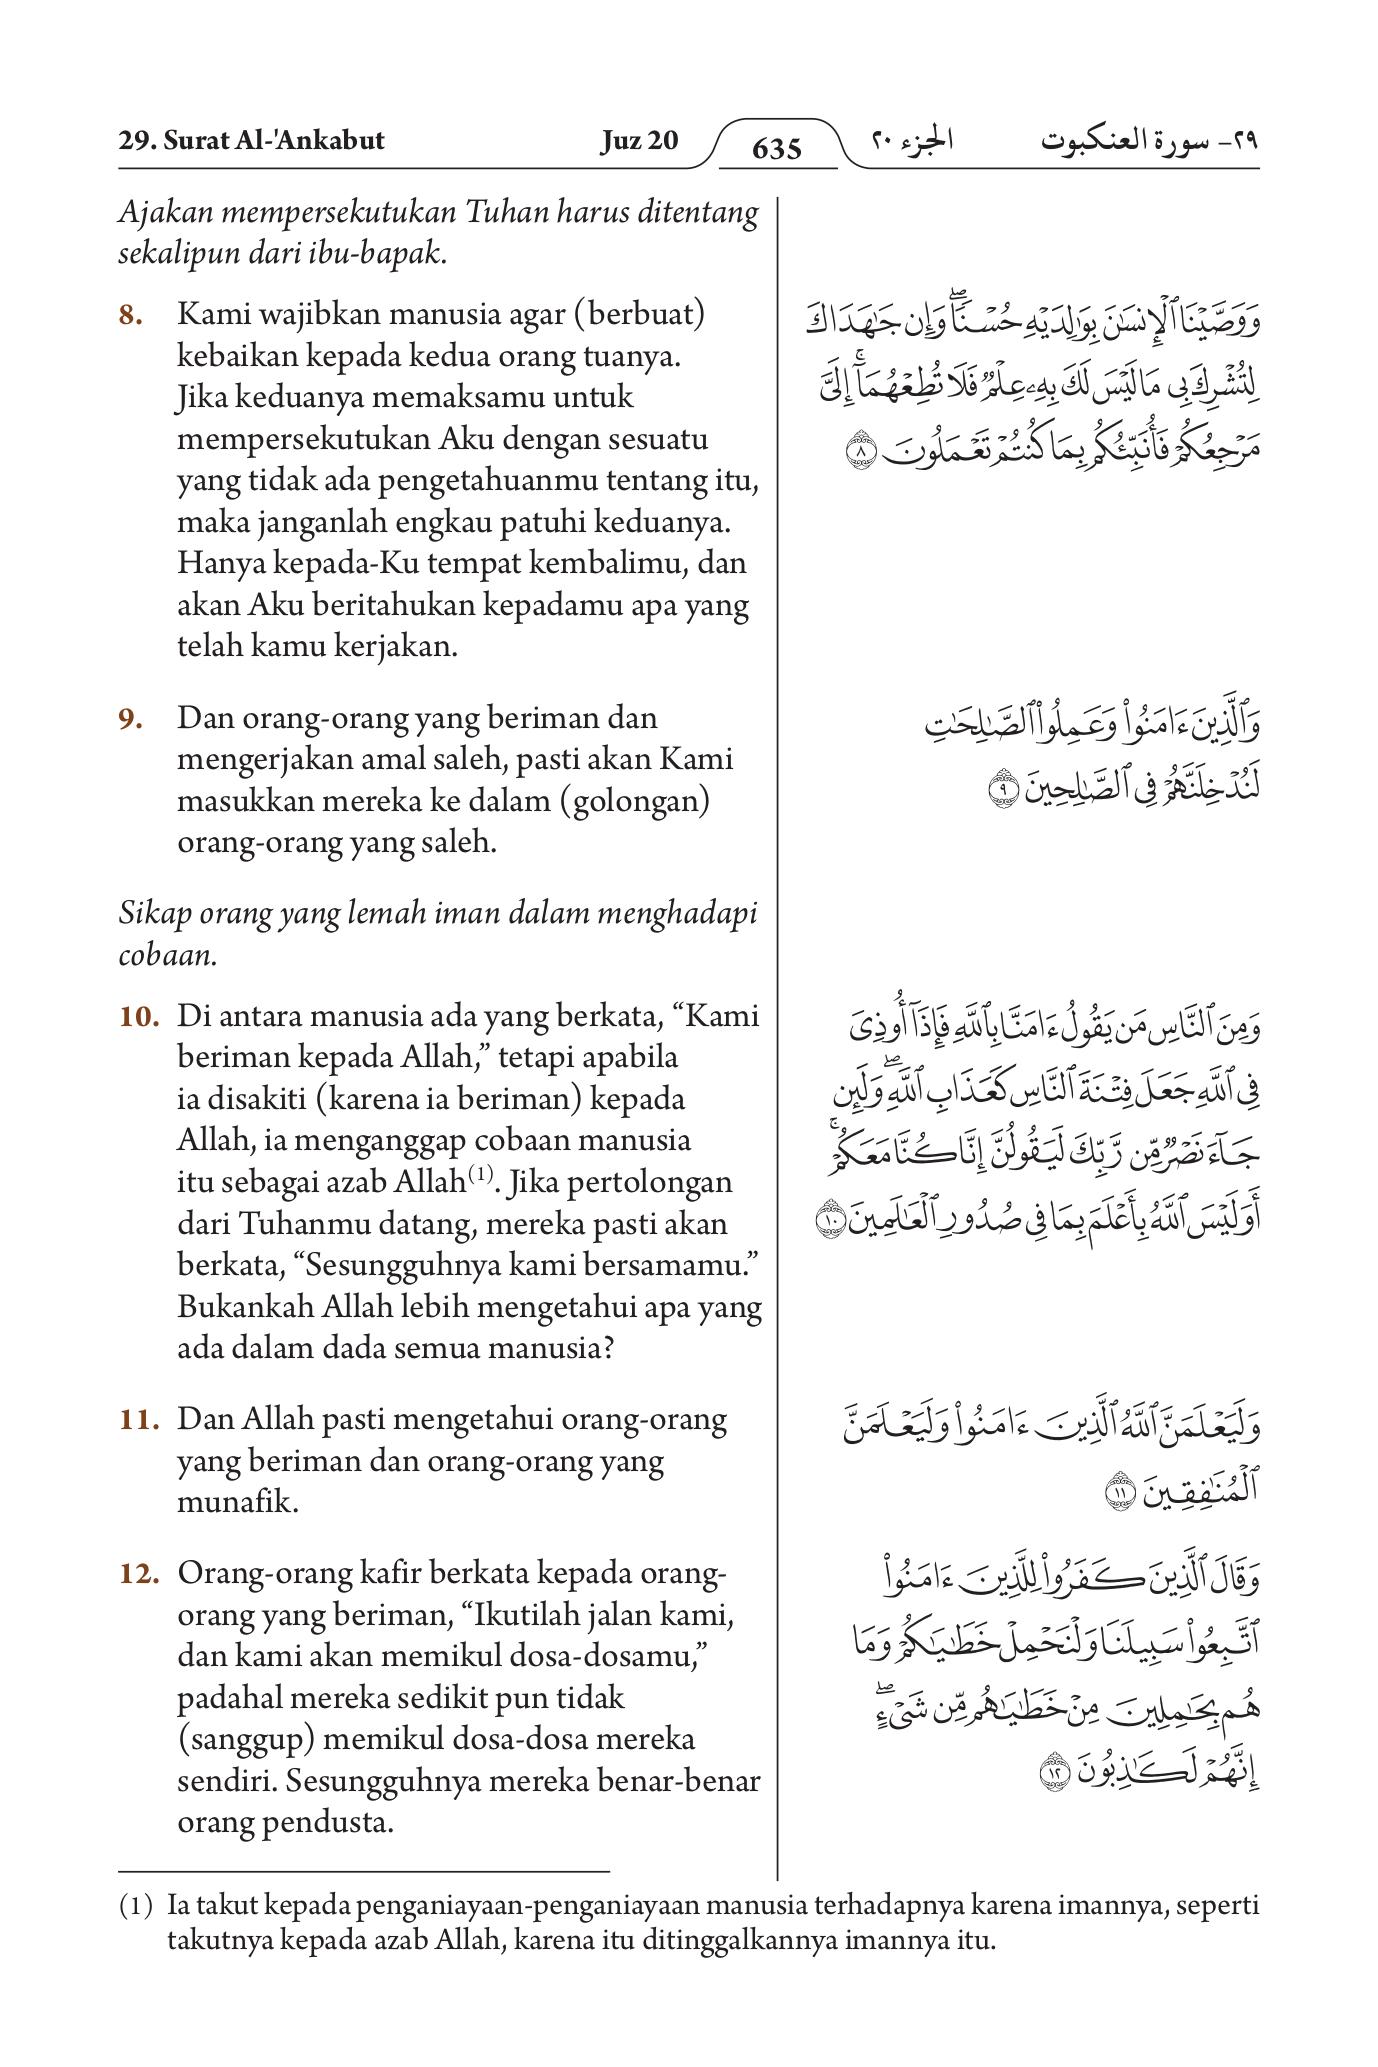 29. Surat Al-'Ankabut Juz 20 635 الجزء ٢٠ ٢٩- سورة العنكبوت
Ajakan mempersekutukan Tuhan harus ditentang
sekalipun dari ibu-bapak.
8. Kami wajibkan manusia agar (berbuat)
kebaikan kepada kedua orang tuanya.
Jika keduanya memaksamu untuk
mempersekutukan Aku dengan sesuatu
yang tidak ada pengetahuanmu tentang itu,
maka janganlah engkau patuhi keduanya.
Hanya kepada-Ku tempat kembalimu, dan
akan Aku beritahukan kepadamu apa yang
telah kamu kerjakan.
وَوَصَّيْنَا ٱلْإِنسَٰنَ بِوَٰلِدَيْهِ حُسْنًاۖ وَإِن جَٰهَدَاكَ
لِتُشْرِكَ بِى مَا لَيْسَ لَكَ بِهِۦ عِلْمٌ فَلَا تُطِعْهُمَآۚ إِلَىَّ
مَرْجِعُكُمْ فَأُنَبِّئُكُم بِمَا كُنتُمْ تَعْمَلُونَ ٨
9. Dan orang-orang yang beriman dan
mengerjakan amal saleh, pasti akan Kami
masukkan mereka ke dalam (golongan)
orang-orang yang saleh.
وَٱلَّذِينَ ءَامَنُوا۟ وَعَمِلُوا۟ ٱلصَّٰلِحَٰتِ
لَنُدْخِلَنَّهُمْ فِى ٱلصَّٰلِحِينَ ٩
Sikap orang yang lemah iman dalam menghadapi
cobaan.
10. Di antara manusia ada yang berkata, “Kami
beriman kepada Allah,” tetapi apabila
ia disakiti (karena ia beriman) kepada
Allah, ia menganggap cobaan manusia
itu sebagai azab Allah(1). Jika pertolongan
dari Tuhanmu datang, mereka pasti akan
berkata, “Sesungguhnya kami bersamamu.”
Bukankah Allah lebih mengetahui apa yang
ada dalam dada semua manusia?
وَمِنَ ٱلنَّاسِ مَن يَقُولُ ءَامَنَّا بِٱللَّهِ فَإِذَآ أُوذِىَ
فِى ٱللَّهِ جَعَلَ فِتْنَةَ ٱلنَّاسِ كَعَذَابِ ٱللَّهِۖ وَلَئِن
جَآءَ نَصْرٌ مِّن رَّبِّكَ لَيَقُولُنَّ إِنَّا كُنَّا مَعَكُمْۚ
أَوَلَيْسَ ٱللَّهُ بِأَعْلَمَ بِمَا فِى صُدُورِ ٱلْعَٰلَمِينَ ١٠
11. Dan Allah pasti mengetahui orang-orang
yang beriman dan orang-orang yang
munafik.
وَلَيَعْلَمَنَّ ٱللَّهُ ٱلَّذِينَ ءَامَنُوا۟ وَلَيَعْلَمَنَّ
ٱلْمُنَٰفِقِينَ ١١
12. Orang-orang kafir berkata kepada orang-
orang yang beriman, “Ikutilah jalan kami,
dan kami akan memikul dosa-dosamu,”
padahal mereka sedikit pun tidak
(sanggup) memikul dosa-dosa mereka
sendiri. Sesungguhnya mereka benar-benar
orang pendusta.
وَقَالَ ٱلَّذِينَ كَفَرُوا۟ لِلَّذِينَ ءَامَنُوا۟
ٱتَّبِعُوا۟ سَبِيلَنَا وَلْنَحْمِلْ خَطَٰيَٰكُمْ وَمَا
هُم بِحَٰمِلِينَ مِنْ خَطَٰيَٰهُم مِّن شَىْءٍۖ
إِنَّهُمْ لَكَٰذِبُونَ ١٢
(1) Ia takut kepada penganiayaan-penganiayaan manusia terhadapnya karena imannya, seperti
takutnya kepada azab Allah, karena itu ditinggalkannya imannya itu.